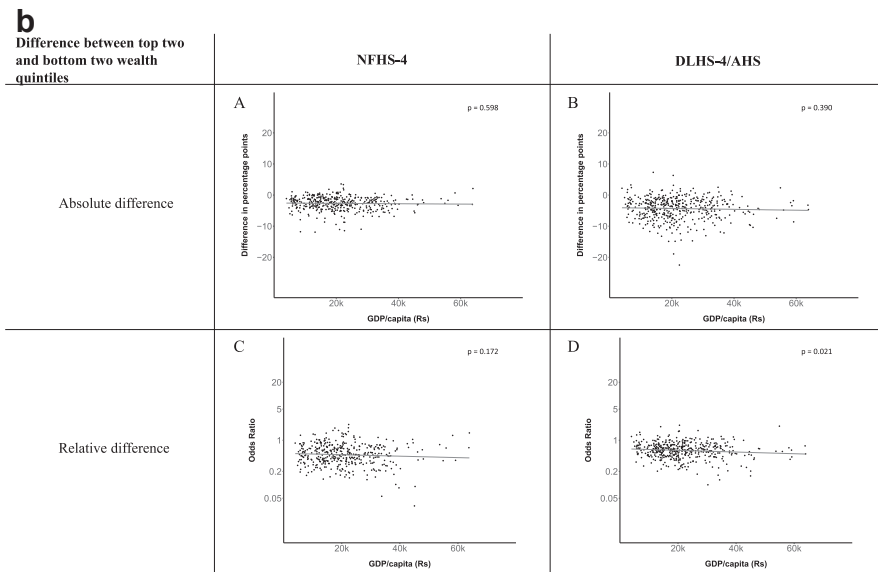 b
Difference between top two
and bottom two wealth
quintiles
NFHS-4
DLHS-4/AHS
Absolute difference
A
p = 0.598
Difference in percentage points
20
10
0
−10
−20
20k 40k 60k
GDP/capita (Rs)
B
p = 0.390
Difference in percentage points
20
10
0
−10
−20
20k 40k 60k
GDP/capita (Rs)
Relative difference
C
p = 0.172
Odds Ratio
20
5
1
0.2
0.05
20k 40k 60k
GDP/capita (Rs)
D
p = 0.021
Odds Ratio
20
5
1
0.2
0.05
20k 40k 60k
GDP/capita (Rs)